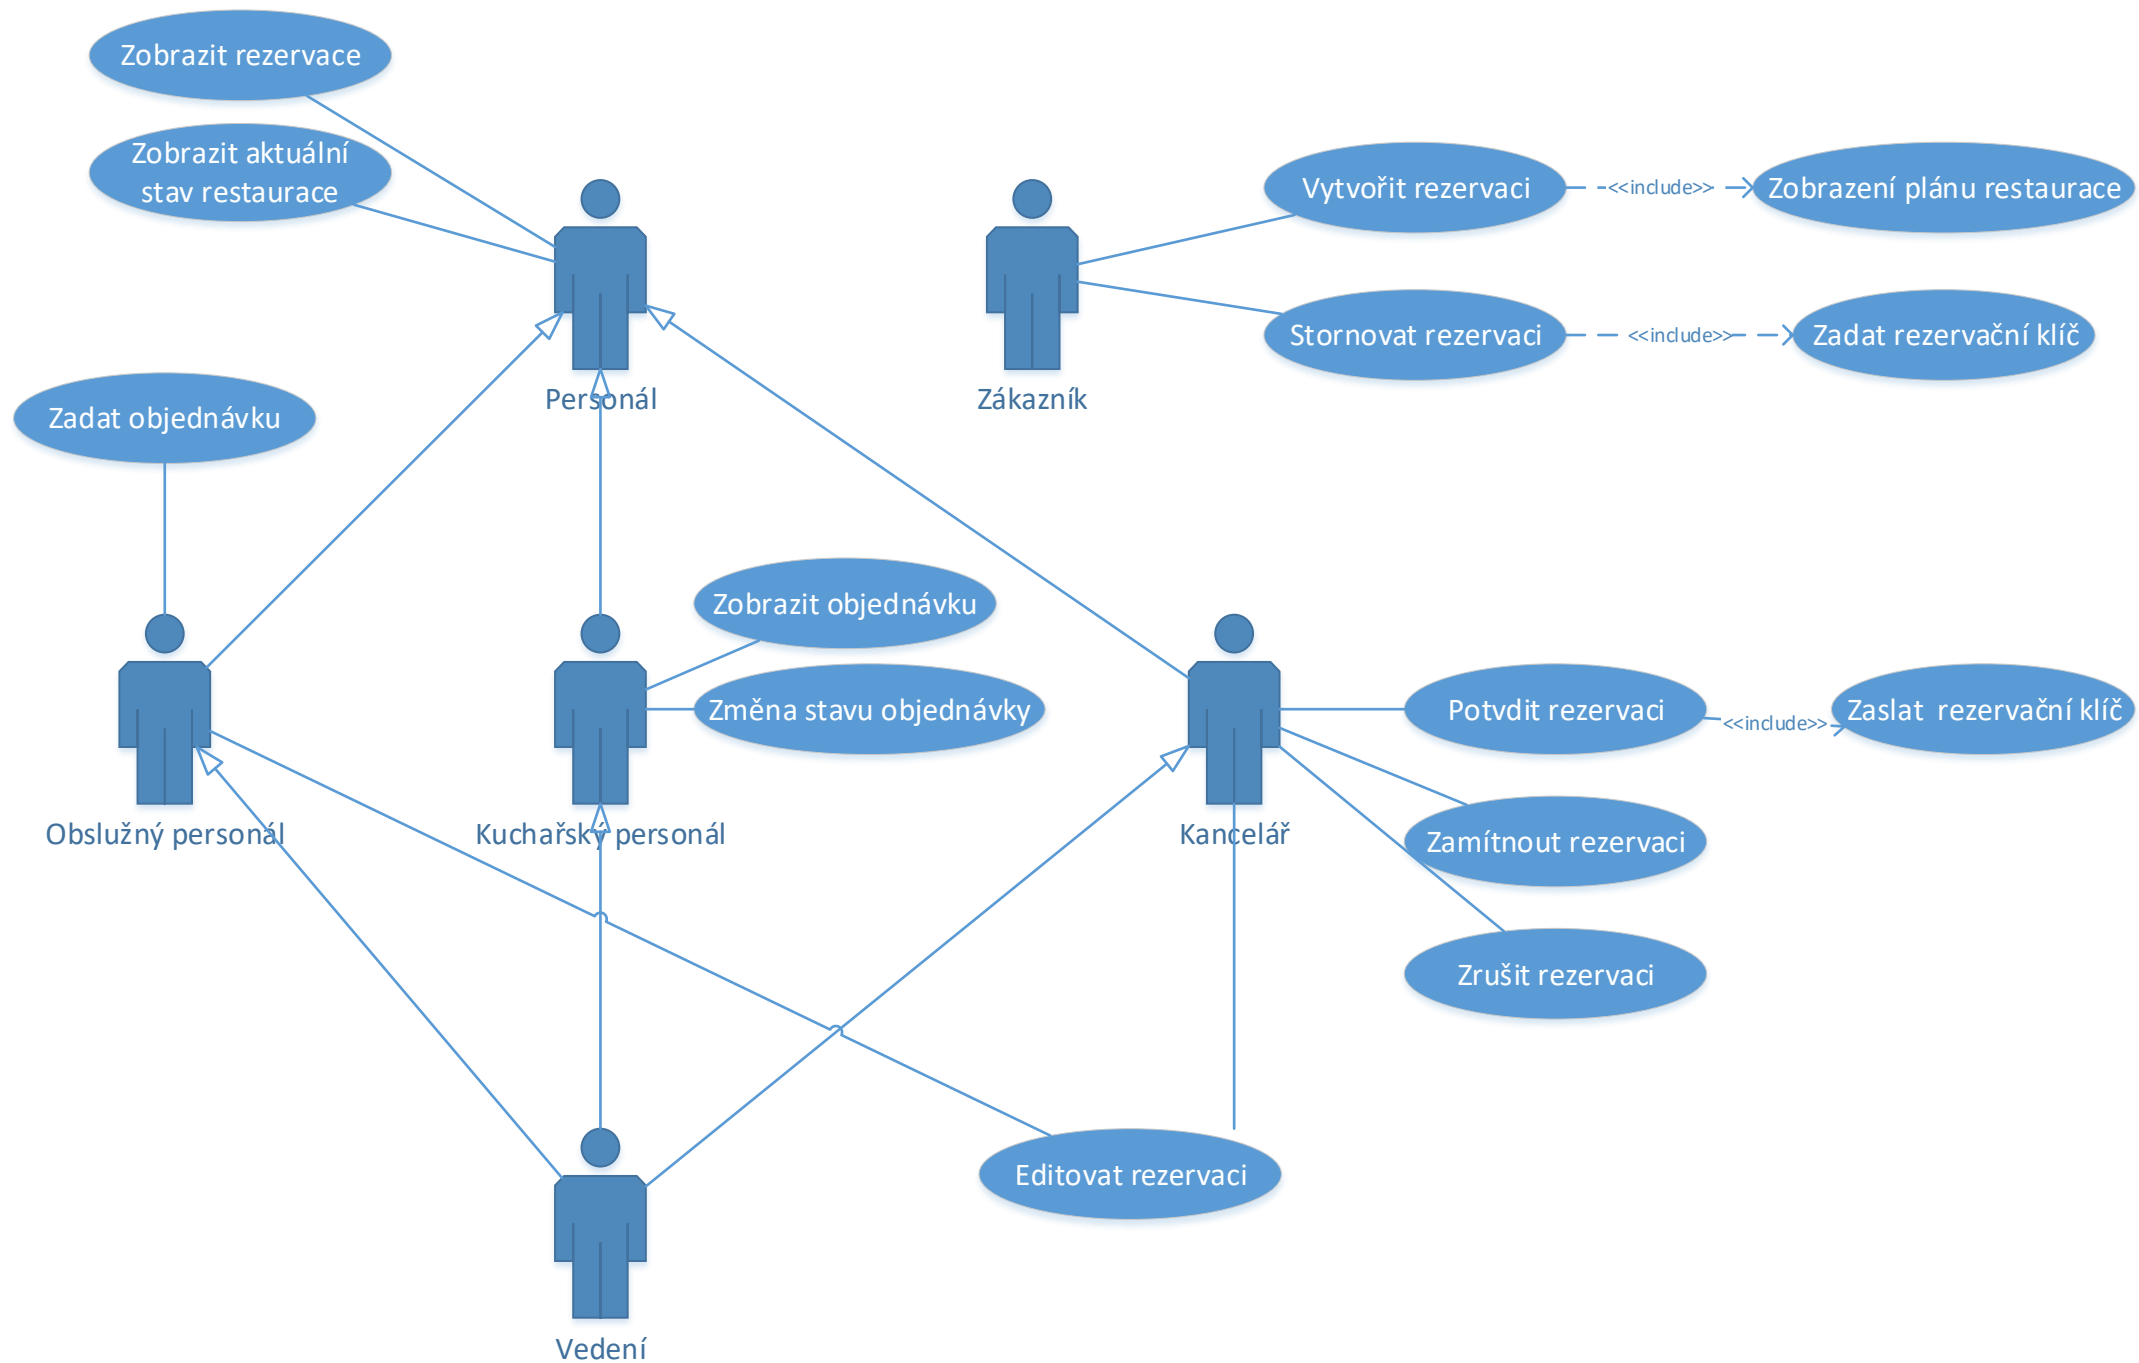 Zobrazit rezervace
Zobrazit aktuální
stav restaurace
Vytvořit rezervaci
<<include>>
Zobrazení plánu restaurace
Stornovat rezervaci
<<include>>
Zadat rezervační klíč
Personál
Zákazník
Zadat objednávku
Zobrazit objednávku
Změna stavu objednávky
Potvdit rezervaci
<<include>>
Zaslat  rezervační klíč
Obslužný personál
Kuchařský personál
Kancelář
Zamítnout rezervaci
Zrušit rezervaci
Editovat rezervaci
Vedení